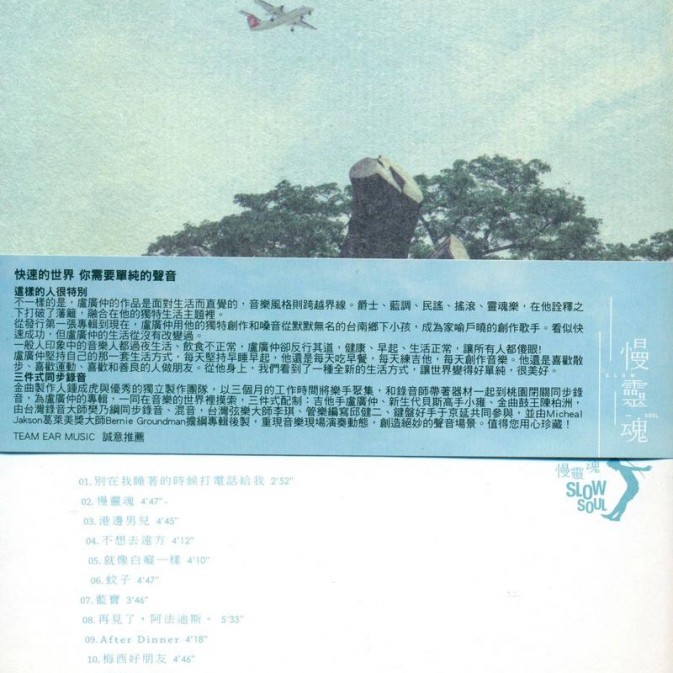 快速的世界 你需要單純的聲音
這樣的人很特別
不一樣的是，盧廣仲的作品是面對生活而直覺的，音樂風格則跨越界線。爵士、藍調、民謠、搖滾、靈魂樂，在他詮釋之
下打破了藩籬，融合在他的獨特生活主題裡。
從發行第一張專輯到現在，盧廣仲用他的獨特創作和嗓音從默默無名的台南鄉下小孩，成為家喻戶曉的創作歌手。看似快
速成功，但盧廣仲的生活從沒有改變過。
一般人印象中的音樂人都過夜生活、飲食不正常，盧廣仲卻反行其道，健康、早起、生活正常，讓所有人都傻眼!
盧廣仲堅持自己的那一套生活方式，每天堅持早睡早起，他還是每天吃早餐，每天練吉他，每天創作音樂。他還是喜歡散
步、喜歡運動、喜歡和善良的人做朋友。從他身上，我們看到了一種全新的生活方式，讓世界變得好單純，很美好。
三件式同步錄音
金曲製作人鍾成虎與優秀的獨立製作團隊，以三個月的工作時間將樂手聚集，和錄音師帶著器材一起到桃園閉關同步錄
音，為盧廣仲的專輯，一同在音樂的世界裡摸索，三件式配制：吉他手盧廣仲、新生代貝斯高手小雞、金曲鼓王陳柏洲，
由台灣錄音大師樊乃鋼同步錄音、混音，台灣弦樂大師李琪、管樂編寫邱健二、鍵盤好手于京延共同參與，並由Micheal
Jakson葛萊美獎大師Bernie Groundman擔綱專輯後製，重現音樂現場演奏動態，創造絕妙的聲音場景。值得您用心珍藏！
TEAM EAR MUSIC 誠意推薦
慢靈魂
SLOW SOUL
慢靈魂
SLOW
SOUL
01.別在我睡著的時候打電話給我 2'52"
02.慢靈魂 4'47"
03.港邊男兒 4'45"
04.不想去遠方 4'12"
05.就像白癡一樣 4'10"
06.蚊子 4'47"
07.藍寶 3'46"
08.再見了，阿法迪斯。 5'33"
09.After Dinner 4'18"
10.梅西好朋友 4'46"